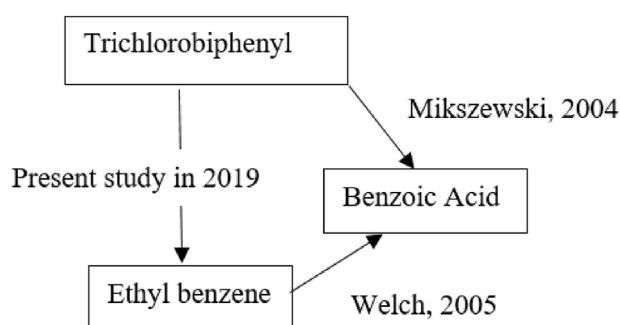 Trichlorobiphenyl
Mikszewski, 2004
Present study in 2019
Benzoic Acid
Ethyl benzene
Welch, 2005